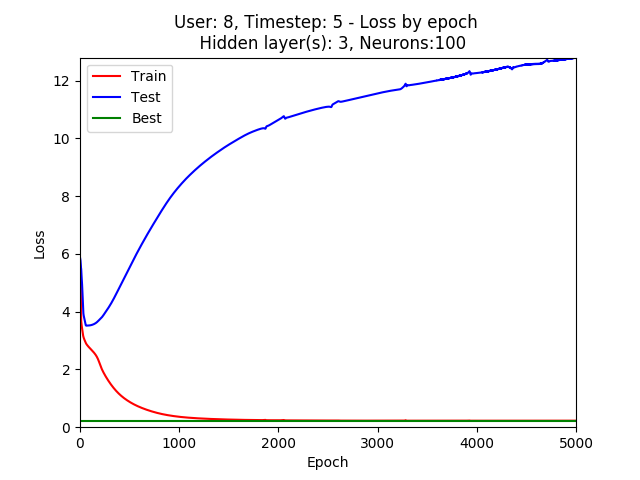 User: 8, Timestep: 5 - Loss by epoch
Hidden layer(s): 3, Neurons:100
Train
Test
Best
12
10
8
6
4
2
0
Loss
0 1000 2000 3000 4000 5000
Epoch